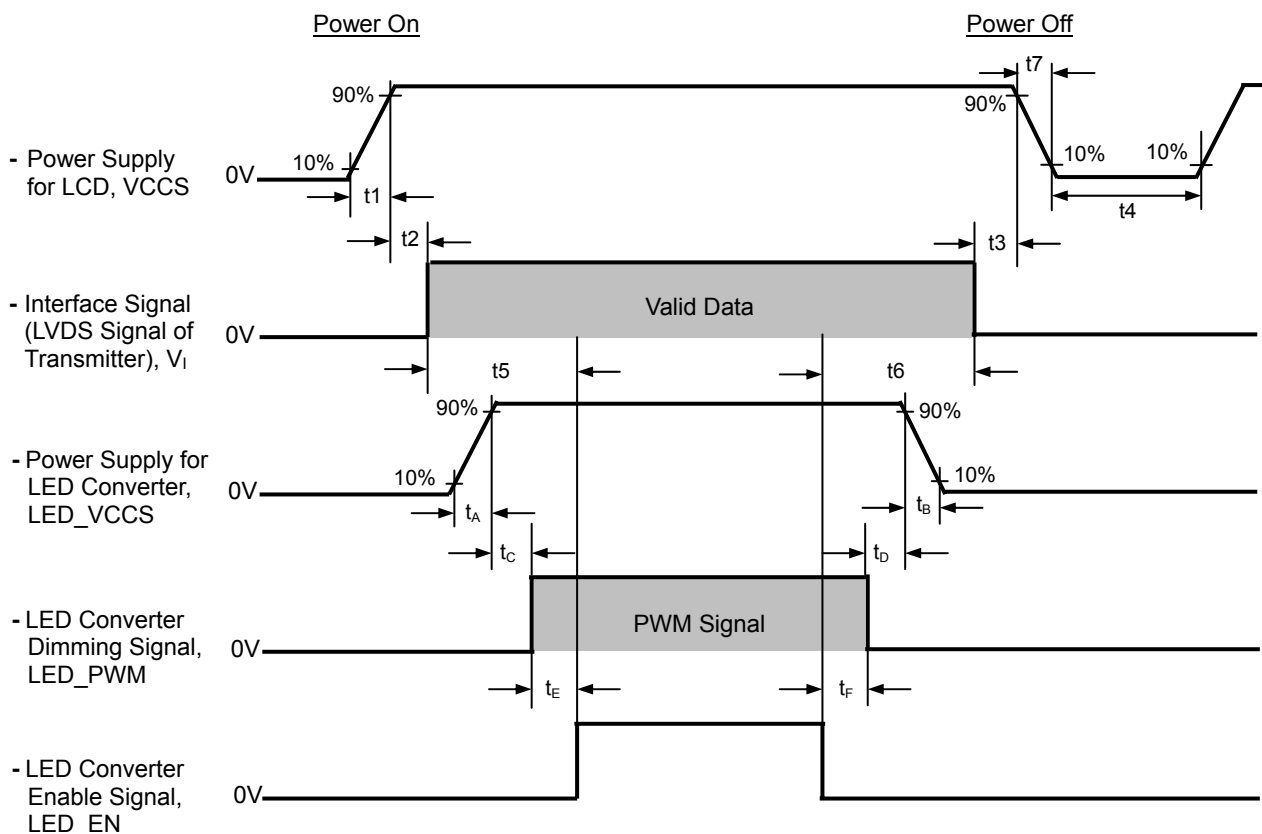 Power On
Power Off
t7
90%
90%
10%
10%
10%
- Power Supply
for LCD, VCCS
0V
t1
t4
t2
t3
Valid Data
- Interface Signal
(LVDS Signal of
Transmitter), VI
0V
t5
t6
90%
90%
- Power Supply for
LED Converter,
LED_VCCS
10%
10%
0V
tA
tB
tC
tD
- LED Converter
Dimming Signal,
LED_PWM
PWM Signal
0V
tE
tF
- LED Converter
Enable Signal,
LED_EN
0V